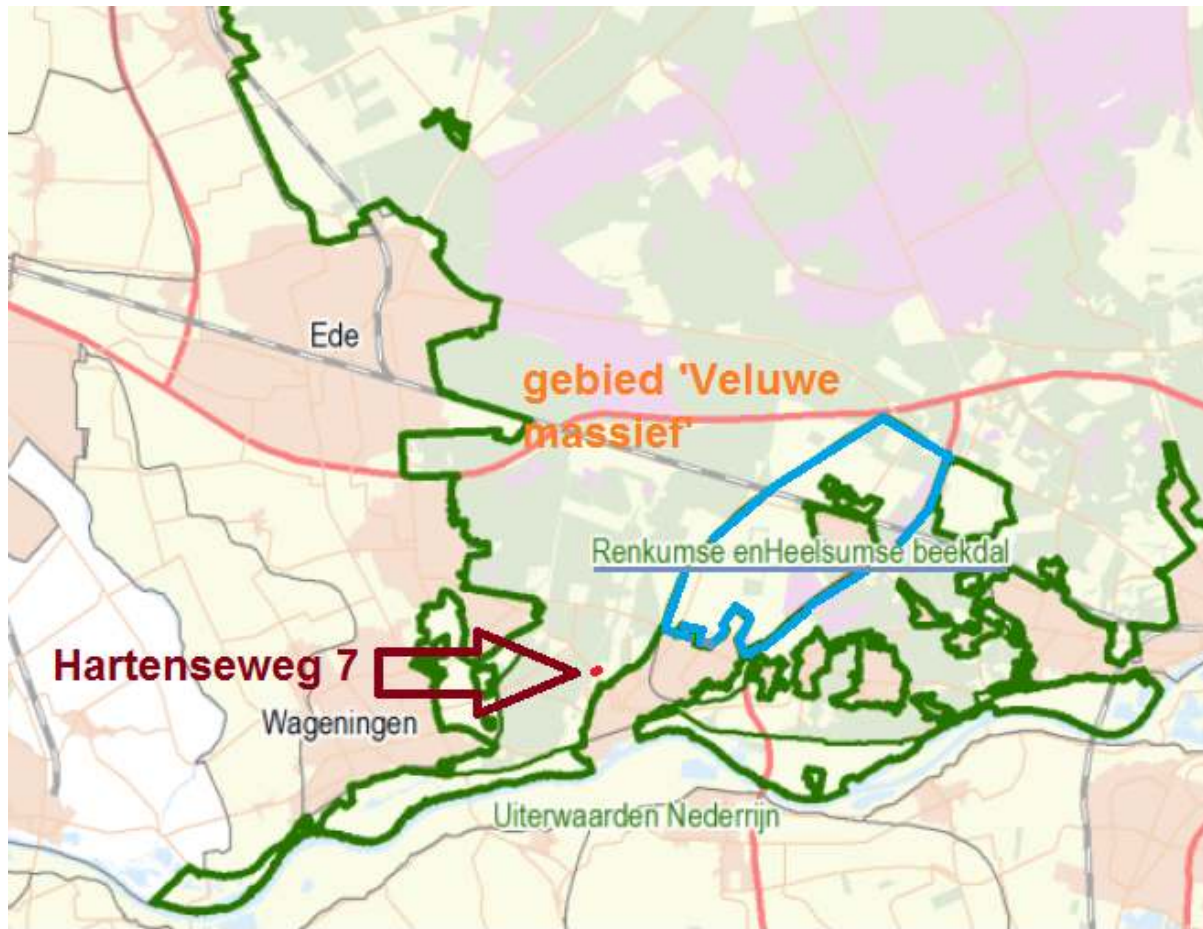 Ede
gebied 'Veluwe
massief'
Renkumse enHeelsumse beekdal
Hartenseweg 7
Wageningen
Uiterwaarden Nederrijn